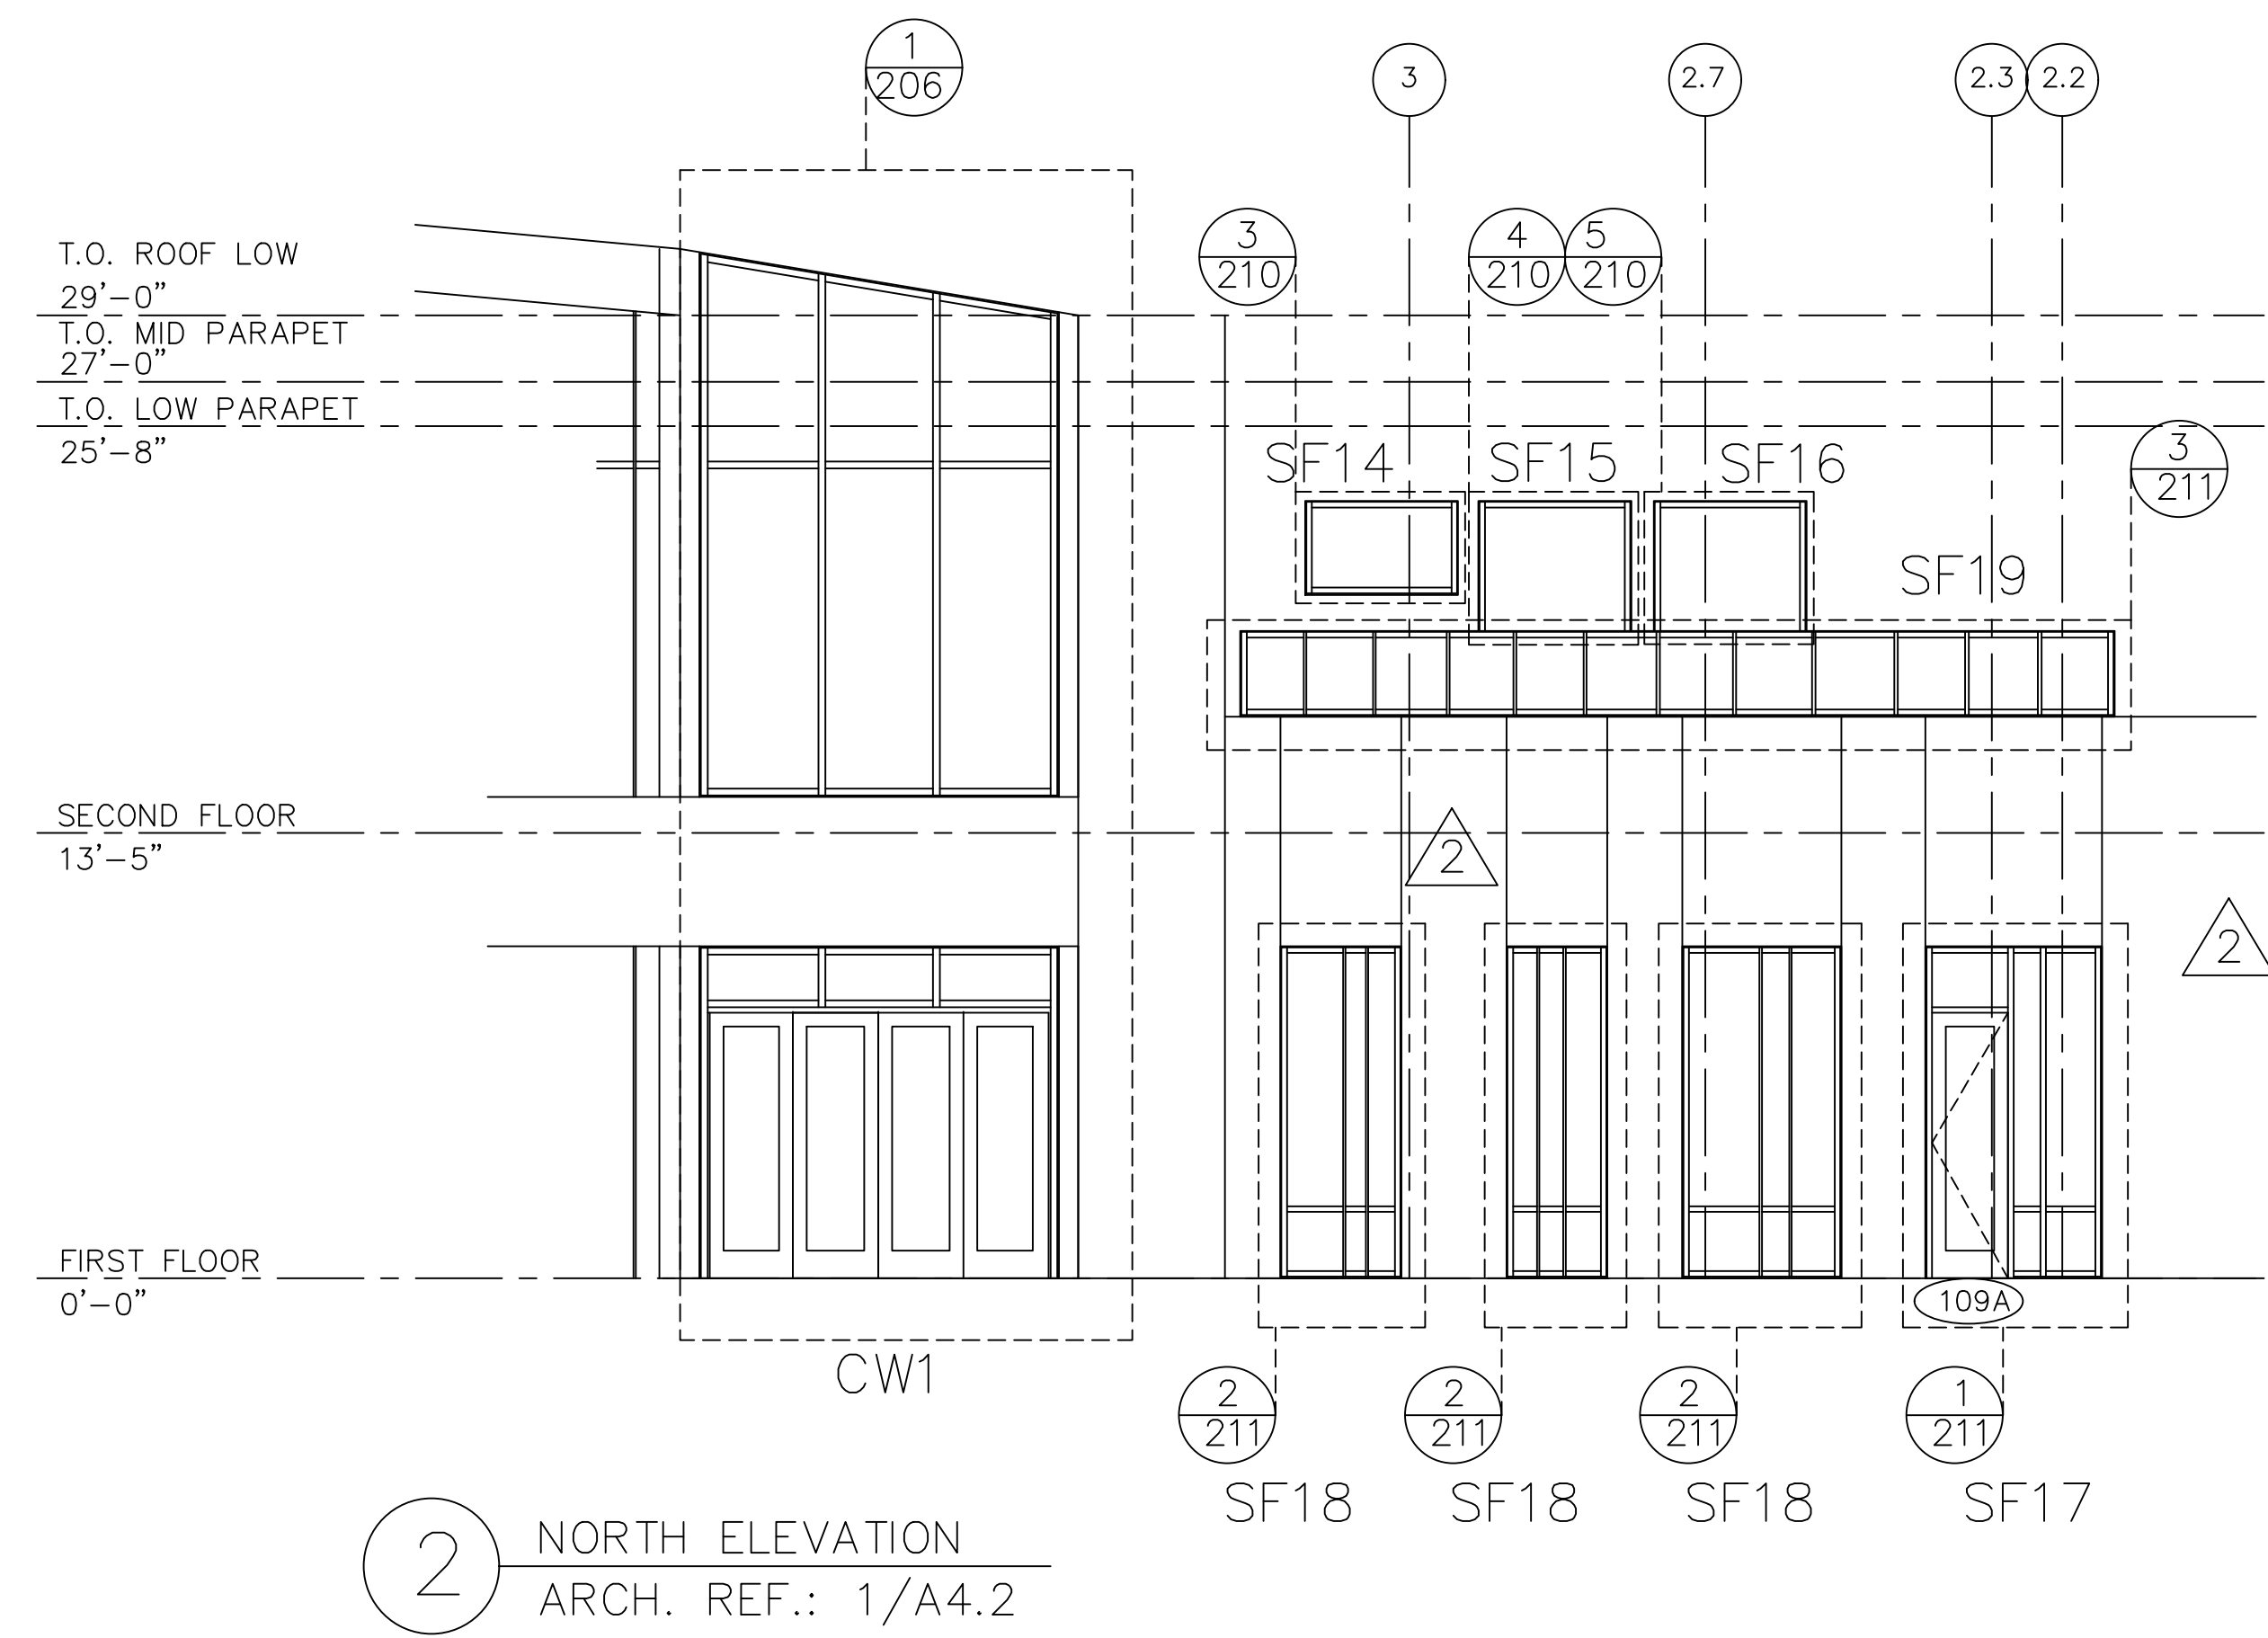 1
206
3
2.7
2.3
2.2
3
210
4
210
5
210
T.O. ROOF LOW
29'-0"
T.O. MID PARAPET
27'-0"
T.O. LOW PARAPET
25'-8"
SF14
SF15
SF16
3
211
SF19
SECOND FLOOR
13'-5"
2
2
FIRST FLOOR
0'-0"
109A
CW1
2
211
2
211
2
211
1
211
SF18
SF18
SF18
SF17
2
NORTH ELEVATION
ARCH. REF.: 1/A4.2